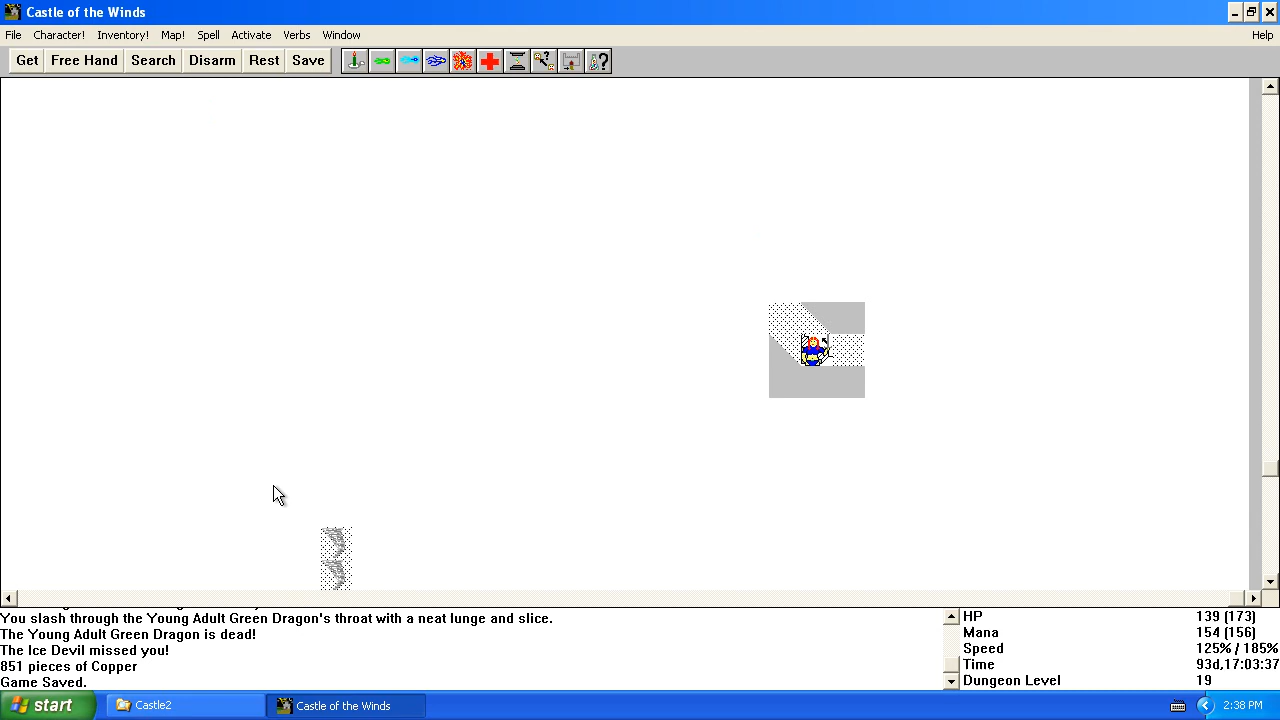 Castle of the Winds
File Character! Inventory! Map! Spell Activate Verbs Window Help
Get Free Hand Search Disarm Rest Save
You slash through the Young Adult Green Dragon's throat with a neat lunge and slice.
The Young Adult Green Dragon is dead!
The Ice Devil missed you!
851 pieces of Copper
Game Saved.
HP 139 (173)
Mana 154 (156)
Speed 125% / 185%
Time 93d,17:03:37
Dungeon Level 19
start Castle2 Castle of the Winds 2:38 PM